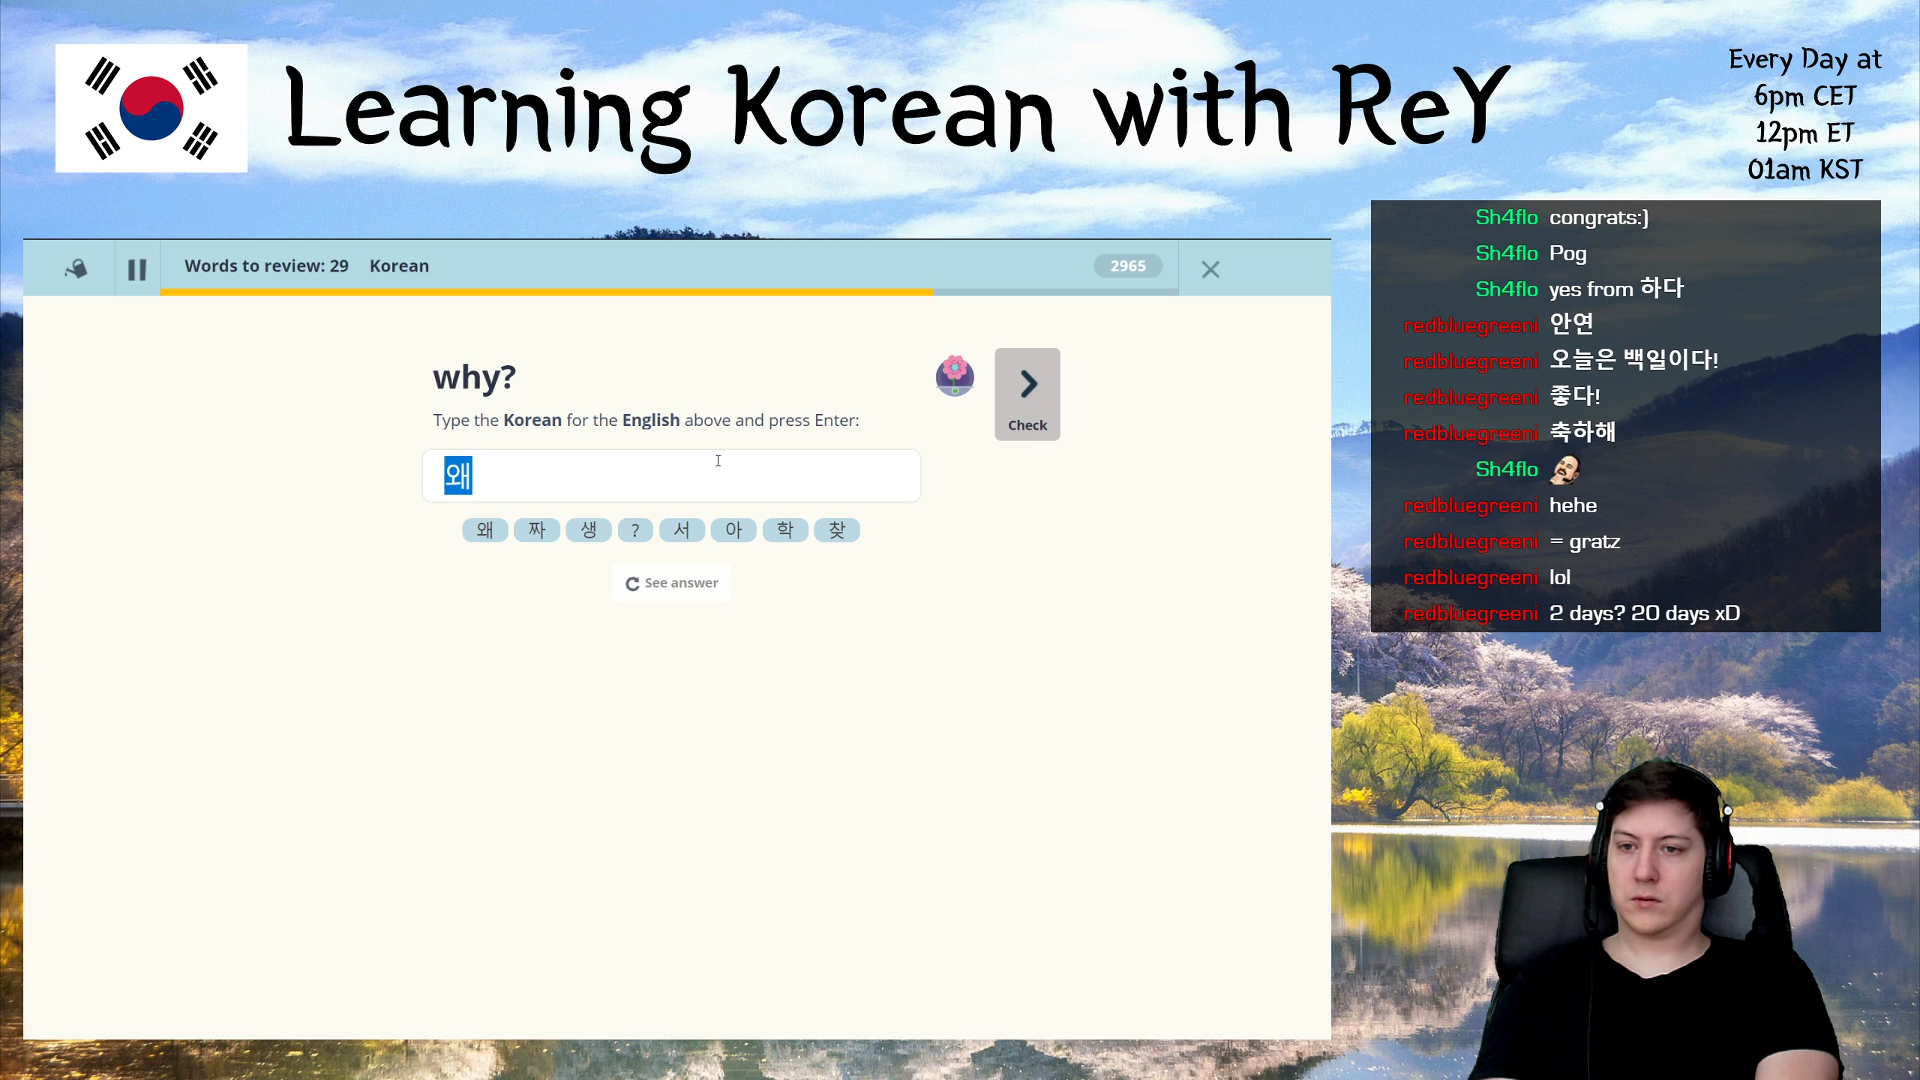 Learning Korean with ReY
Every Day at
6pm CET
12pm ET
01am KST
Words to review: 29 Korean
2965
why?
Type the Korean for the English above and press Enter:
Check
왜
왜 짜 생 ? 서 아 학 찾
See answer
Sh4flo congrats:)
Sh4flo Pog
Sh4flo yes from 하다
redbluegreeni 안연
redbluegreeni 오늘은 백일이다!
redbluegreeni 좋다!
redbluegreeni 축하해
Sh4flo
redbluegreeni hehe
redbluegreeni = gratz
redbluegreeni lol
redbluegreeni 2 days? 20 days xD